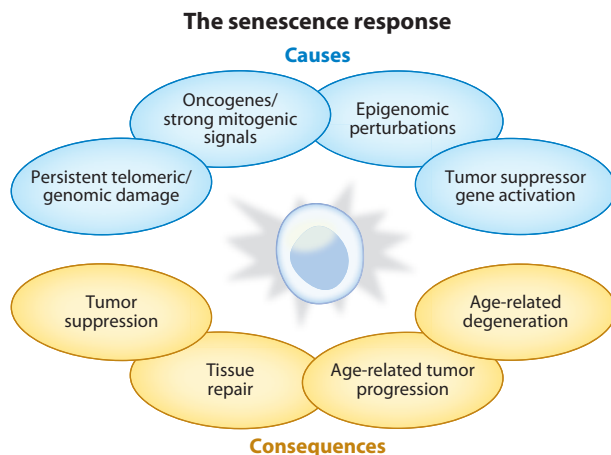 The senescence response
Causes
Oncogenes/
strong mitogenic
signals
Epigenomic
perturbations
Persistent telomeric/
genomic damage
Tumor suppressor
gene activation
Tumor
suppression
Age-related
degeneration
Tissue
repair
Age-related tumor
progression
Consequences